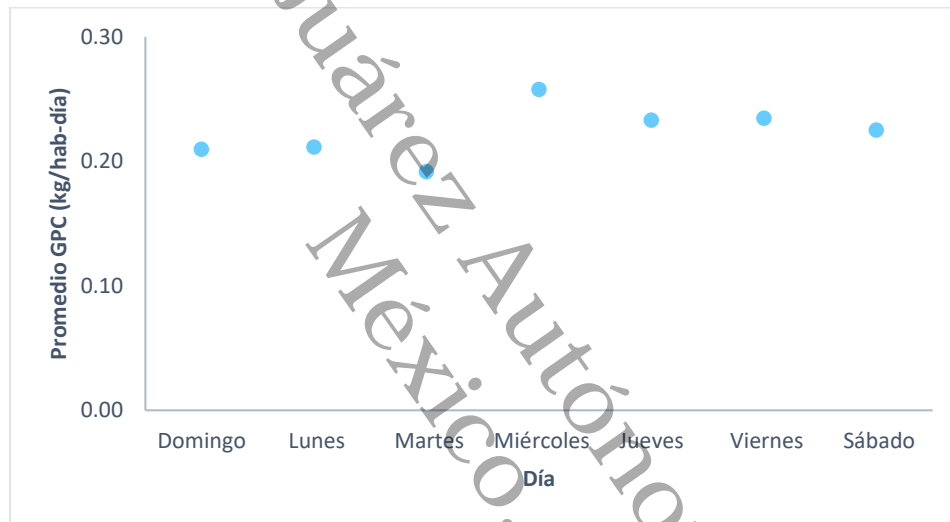 0.30
0.20
0.10
0.00
Promedio GPC (kg/hab-día)
Domingo Lunes Martes Miércoles Jueves Viernes Sábado
Día
Juárez Autóno
México.